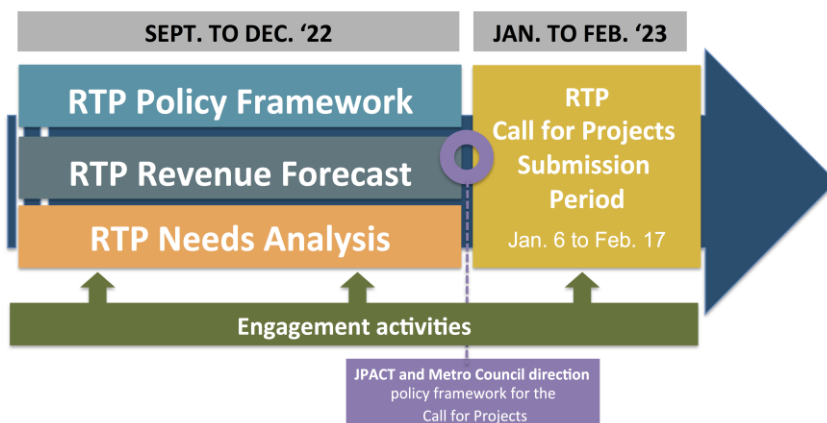 SEPT. TO DEC. ‘22
JAN. TO FEB. ‘23
RTP Policy Framework
RTP Revenue Forecast
RTP Needs Analysis
RTP
Call for Projects
Submission
Period
Jan. 6 to Feb. 17
Engagement activities
JPACT and Metro Council direction
policy framework for the
Call for Projects